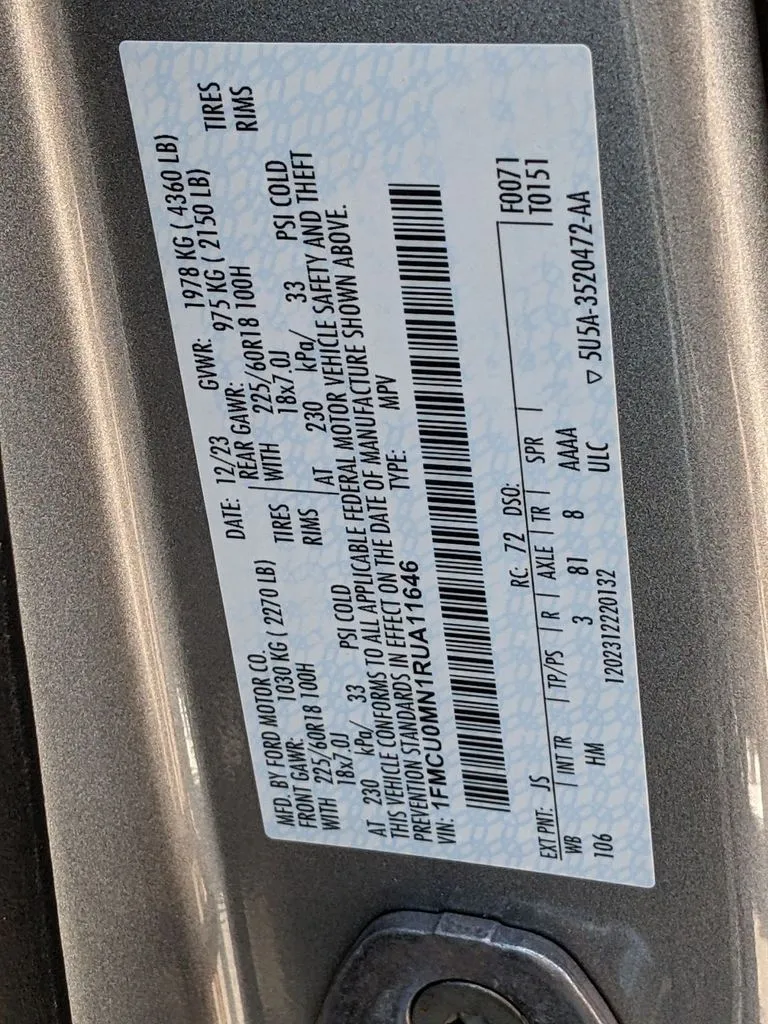 MFD. BY FORD MOTOR CO. DATE: 12/23 GVWR: 1978 KG ( 4360 LB)
FRONT GAWR: 1030 KG ( 2270 LB) REAR GAWR: 975 KG ( 2150 LB)
WITH 225/60R18 100H TIRES WITH 225/60R18 100H TIRES
18x7.0J RIMS 18x7.0J RIMS
AT 230 kPa/ 33 PSI COLD AT 230 kPa/ 33 PSI COLD
THIS VEHICLE CONFORMS TO ALL APPLICABLE FEDERAL MOTOR VEHICLE SAFETY AND THEFT
PREVENTION STANDARDS IN EFFECT ON THE DATE OF MANUFACTURE SHOWN ABOVE.
VIN: 1FMCU0MN1RUA11646 TYPE: MPV
EXT PNT: JS RC: 72 DSO: F0071
WB INT TR TP/PS R AXLE TR SPR T0151
106 HM 3 81 8 AAAA
1202312220132 ULC ▽ 5U5A-3520472-AA